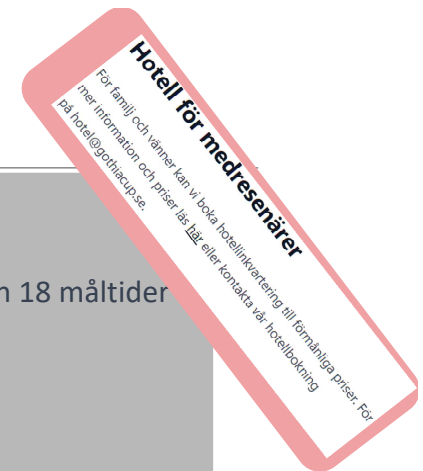 Hotell för medresenärer
För familj och vänner kan vi boka hotellinkvartering till förmånliga priser. För
mer information och priser läs här eller kontakta vår hotellbokning
på hotel@gothiacup.se.
18 måltider